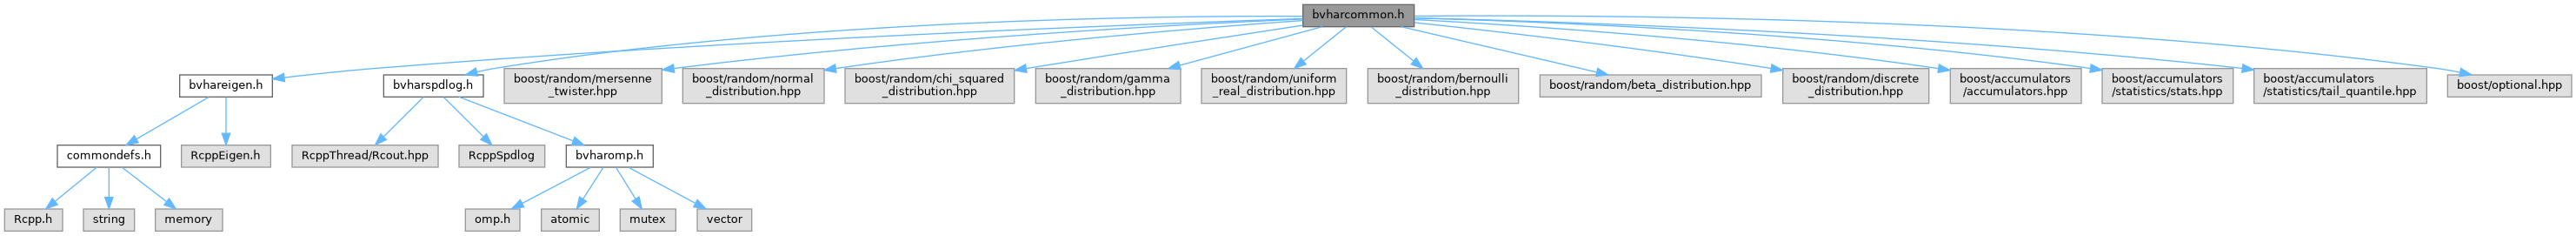 bvharcommon.h
bvhareigen.h
bvharspdlog.h
boost/random/mersenne
_twister.hpp
boost/random/normal
_distribution.hpp
boost/random/chi_squared
_distribution.hpp
boost/random/gamma
_distribution.hpp
boost/random/uniform
_real_distribution.hpp
boost/random/bernoulli
_distribution.hpp
boost/random/beta_distribution.hpp
boost/random/discrete
_distribution.hpp
boost/accumulators
/accumulators.hpp
boost/accumulators
/statistics/stats.hpp
boost/accumulators
/statistics/tail_quantile.hpp
boost/optional.hpp
commondefs.h
RcppEigen.h
RcppThread/Rcout.hpp
RcppSpdlog
bvharomp.h
Rcpp.h
string
memory
omp.h
atomic
mutex
vector